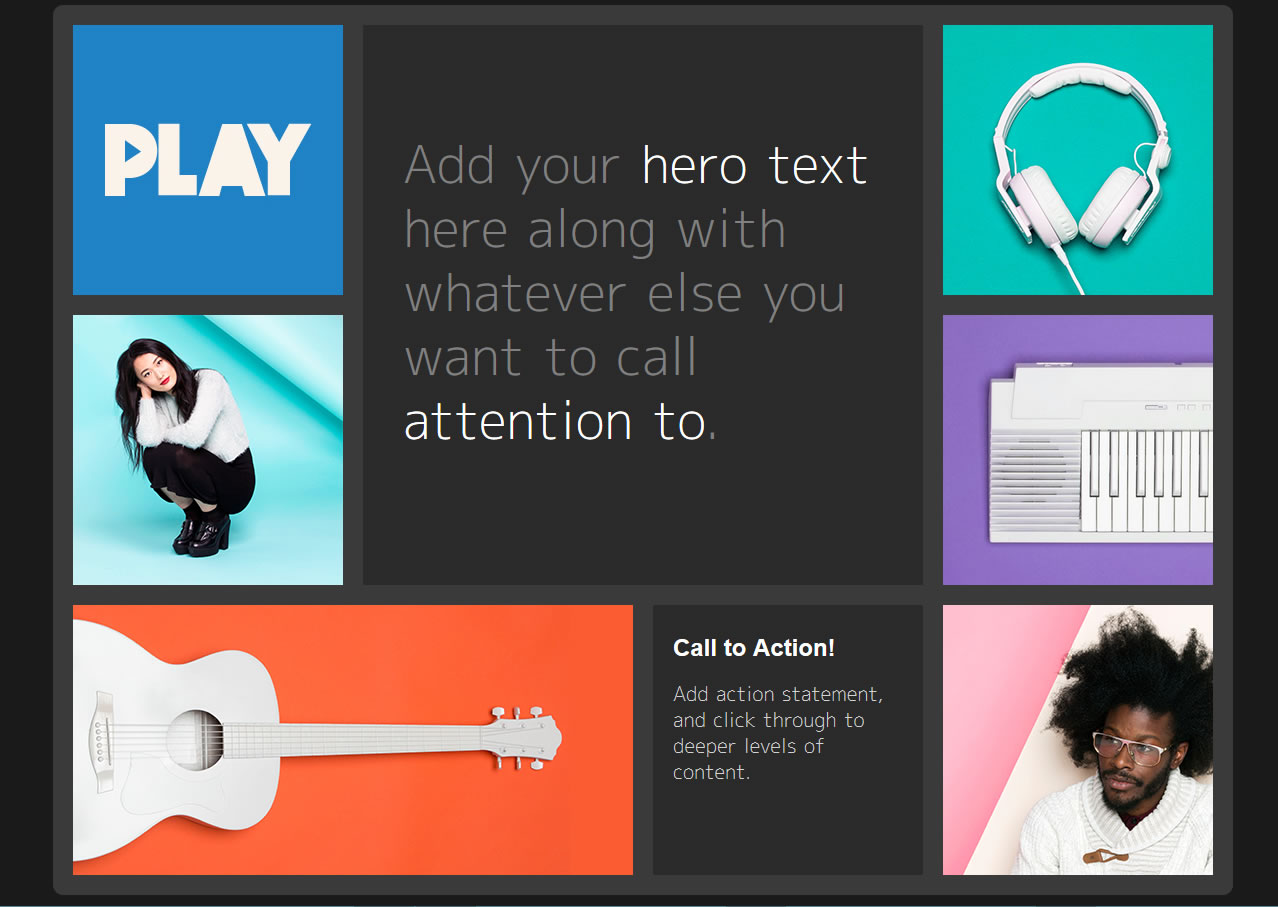 PLAY
Add your hero text
here along with
whatever else you
want to call
attention to.
Call to Action!
Add action statement,
and click through to
deeper levels of
content.